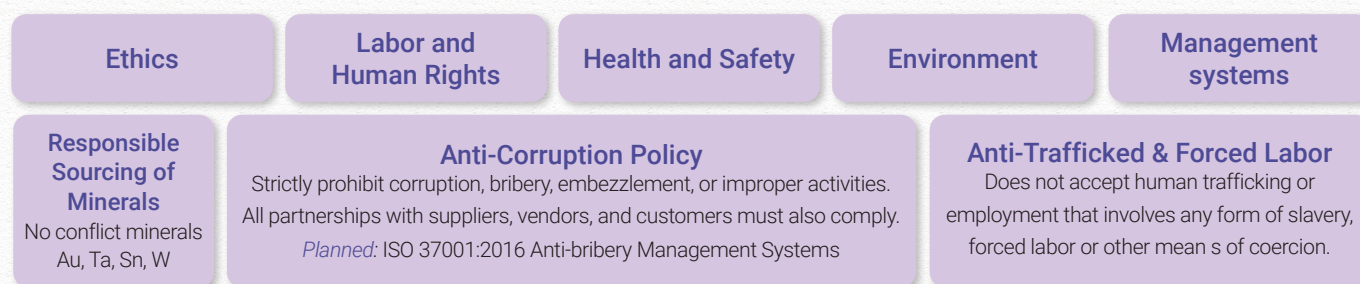 Ethics
Labor and
Human Rights
Health and Safety
Environment
Management
systems
Responsible
Sourcing of
Minerals
No conflict minerals
Au, Ta, Sn, W
Anti-Corruption Policy
Strictly prohibit corruption, bribery, embezzlement, or improper activities.
All partnerships with suppliers, vendors, and customers must also comply.
Planned: ISO 37001:2016 Anti-bribery Management Systems
Anti-Trafficked & Forced Labor
Does not accept human trafficking or
employment that involves any form of slavery,
forced labor or other mean s of coercion.